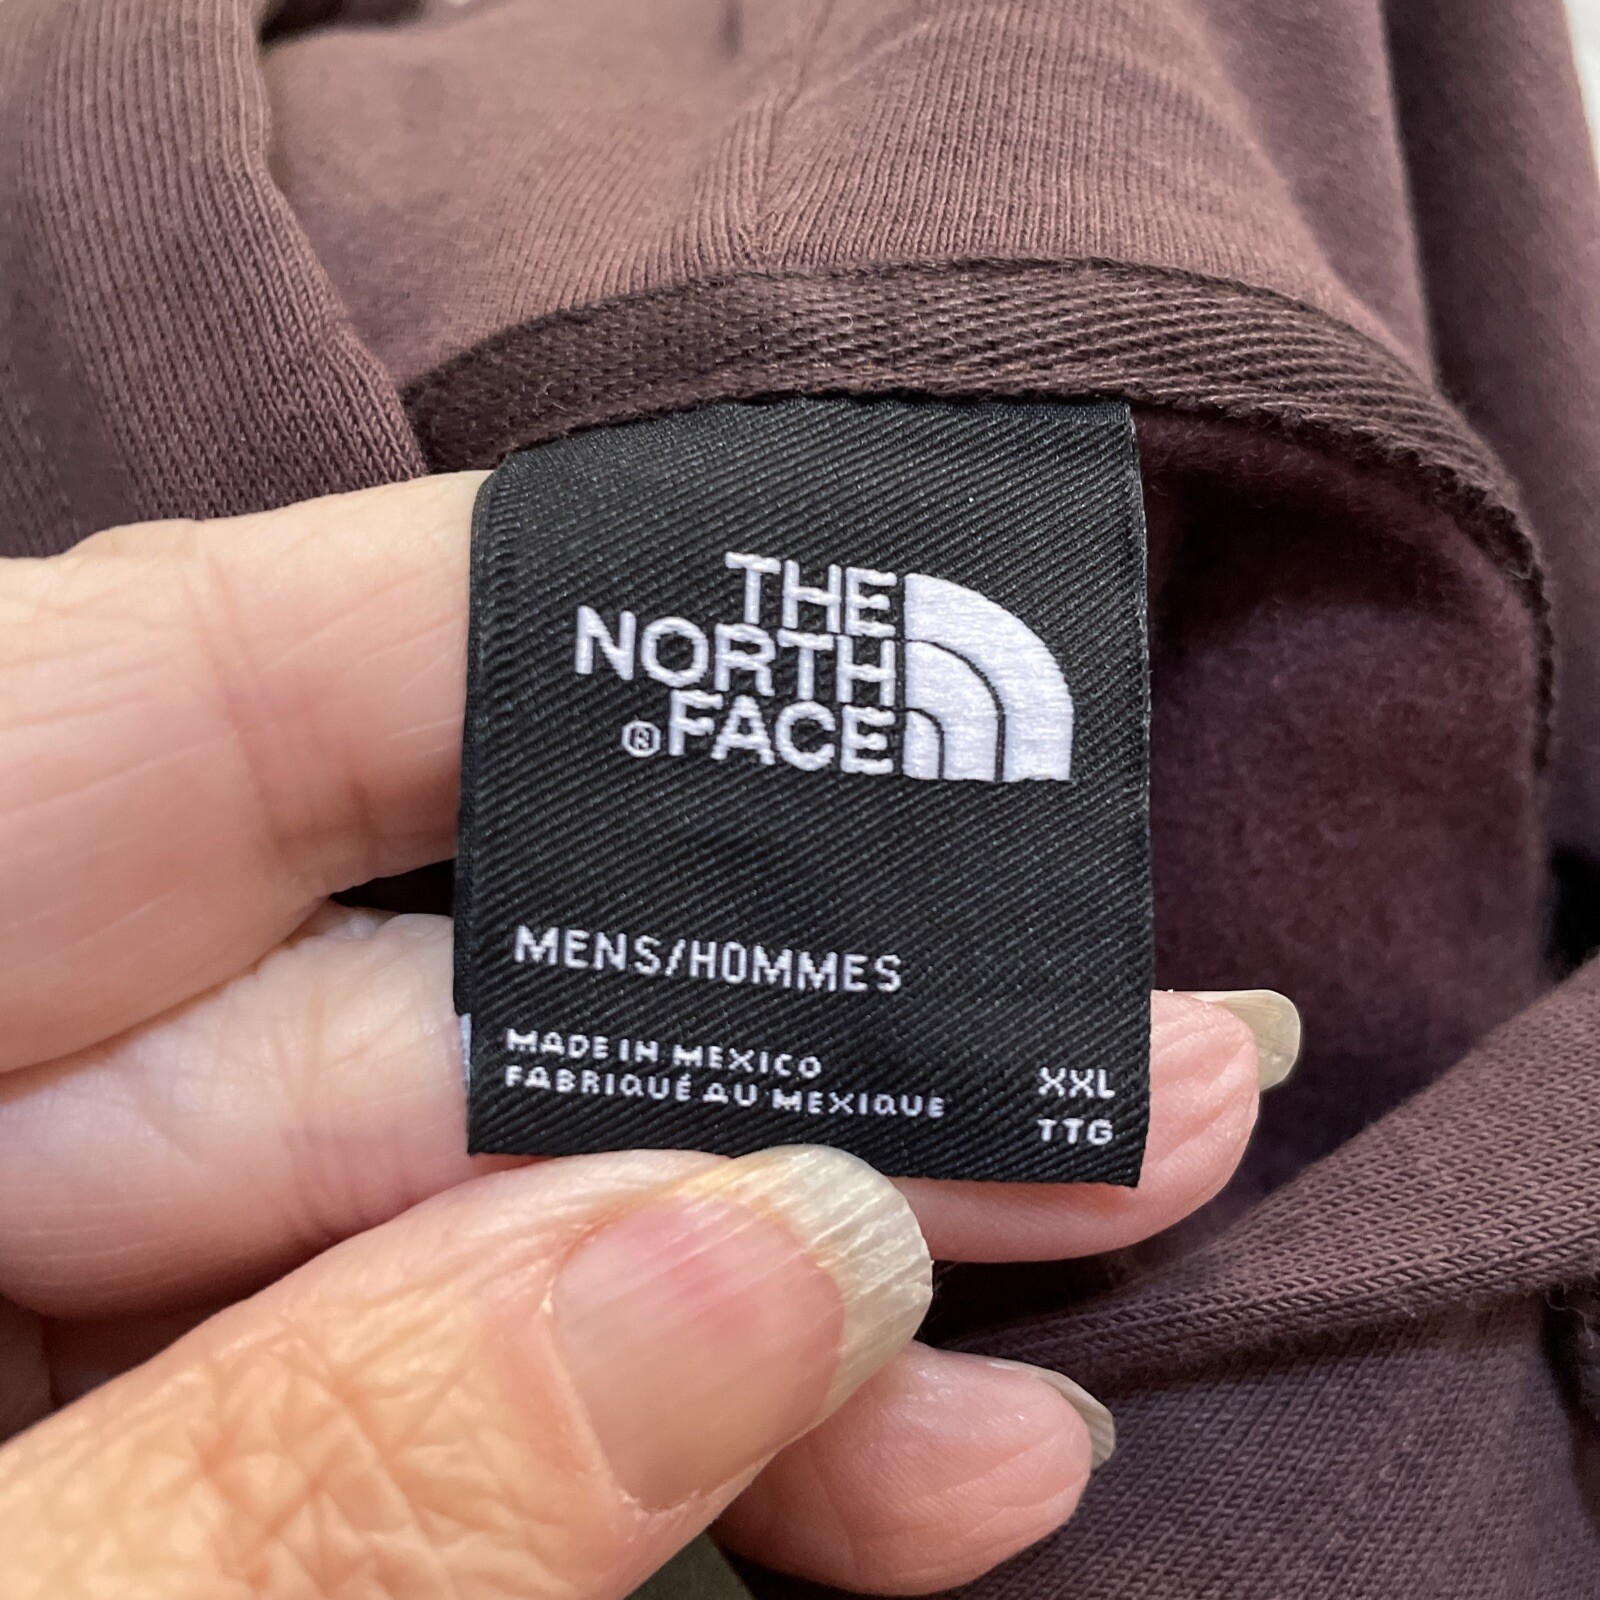 THE
NORTH
®FACE
MENS/HOMMES
MADE IN MEXICO
FABRIQUÉ AU MEXIQUE
XXL
TTG